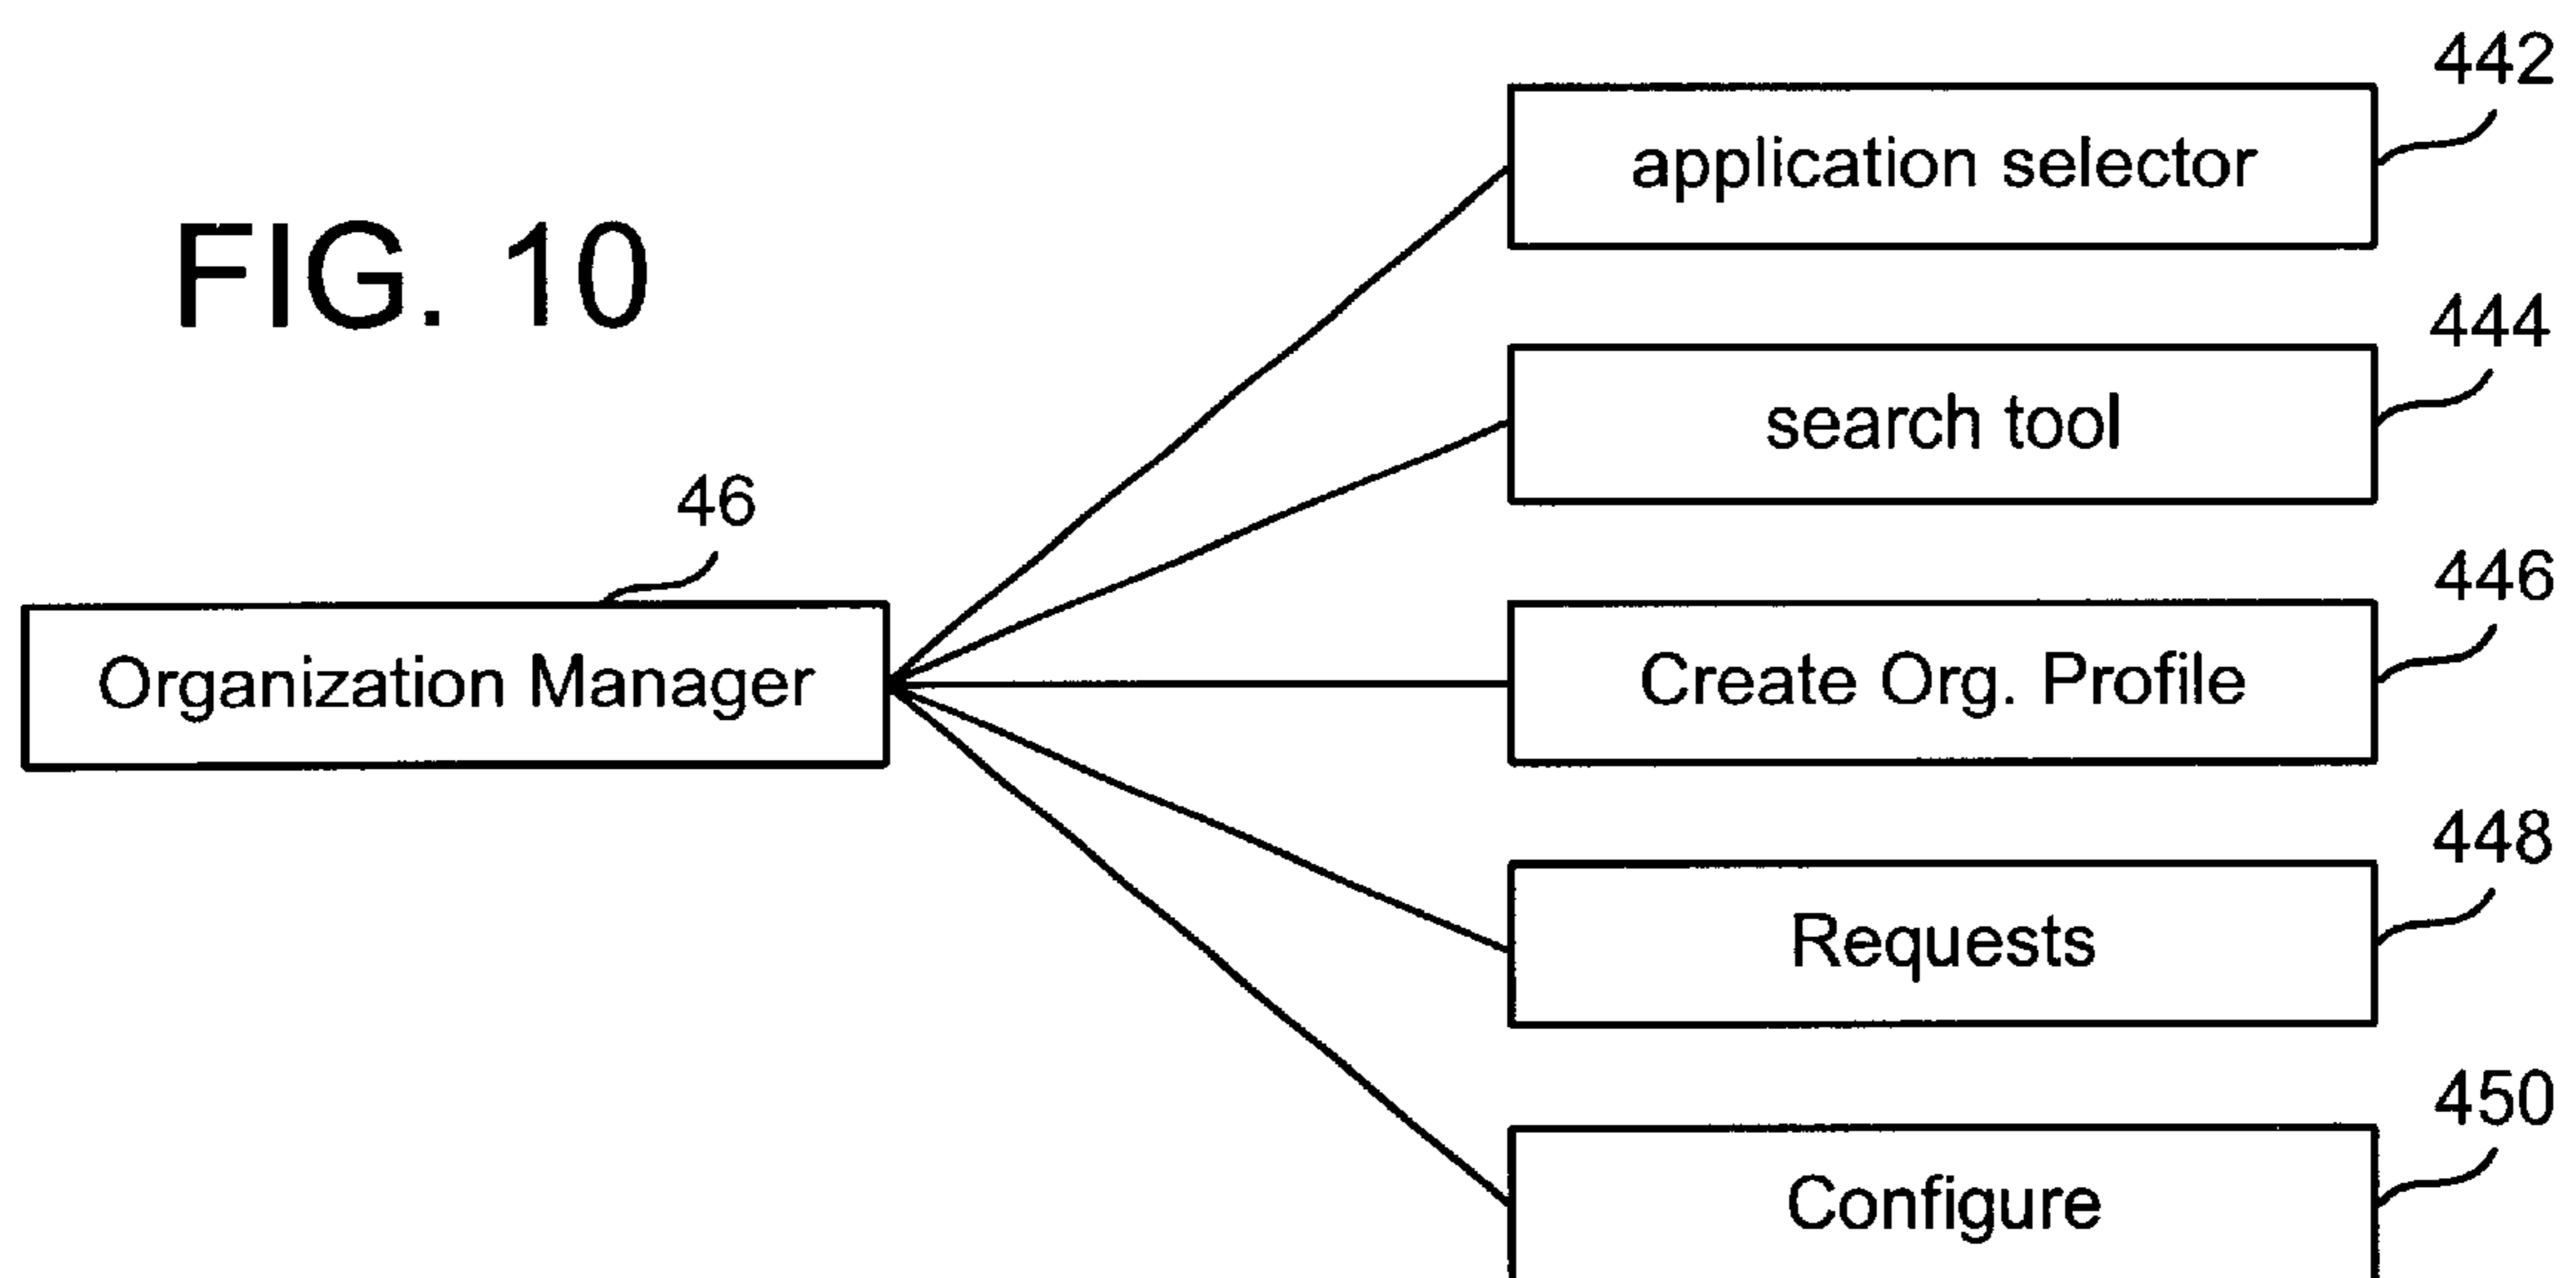 FIG. 10
46
Organization Manager
442
application selector
444
search tool
446
Create Org. Profile
448
Requests
450
Configure